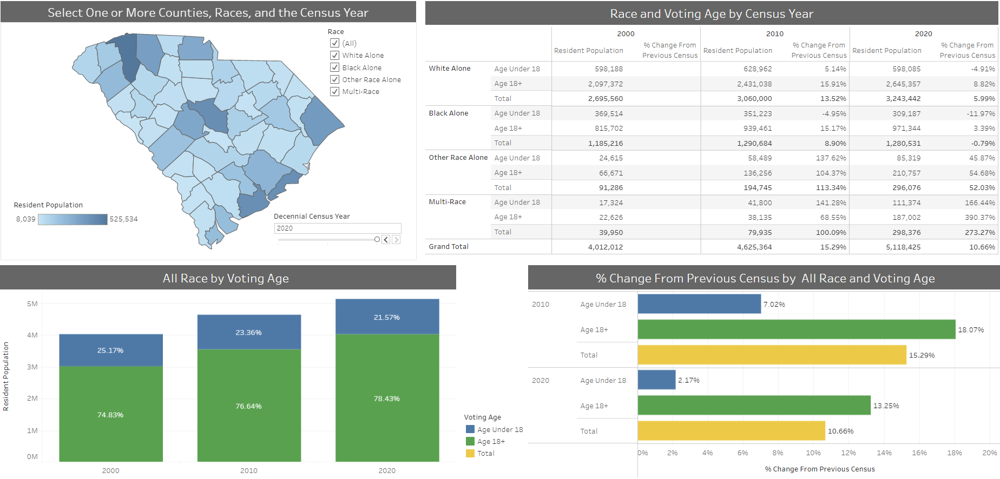 Select One or More Counties, Races, and the Census Year
Race
(All)
White Alone
Black Alone
Other Race Alone
Multi-Race
Resident Population
8,039 525,534
Decennial Census Year
2020
Race and Voting Age by Census Year
2000 2010 2020
Resident Population % Change From Previous Census Resident Population % Change From Previous Census Resident Population % Change From Previous Census
White Alone Age Under 18 598,188 628,962 5.14% 598,085 -4.91%
Age 18+ 2,097,372 2,431,038 15.91% 2,645,357 8.82%
Total 2,695,560 3,060,000 13.52% 3,243,442 5.99%
Black Alone Age Under 18 369,514 351,223 -4.95% 309,187 -11.97%
Age 18+ 815,702 939,461 15.17% 971,344 3.39%
Total 1,185,216 1,290,684 8.90% 1,280,531 -0.79%
Other Race Alone Age Under 18 24,615 58,489 137.62% 85,319 45.87%
Age 18+ 66,671 136,256 104.37% 210,757 54.68%
Total 91,286 194,745 113.34% 296,076 52.03%
Multi-Race Age Under 18 17,324 41,800 141.28% 111,374 166.44%
Age 18+ 22,626 38,135 68.55% 187,002 390.37%
Total 39,950 79,935 100.09% 298,376 273.27%
Grand Total 4,012,012 4,625,364 15.29% 5,118,425 10.66%
All Race by Voting Age
Resident Population
5M
4M
3M
2M
1M
0M
25.17%
74.83%
23.36%
76.64%
21.57%
78.43%
2000 2010 2020
Voting Age
Age Under 18
Age 18+
Total
% Change From Previous Census by All Race and Voting Age
2010 Age Under 18 7.02%
Age 18+ 18.07%
Total 15.29%
2020 Age Under 18 2.17%
Age 18+ 13.25%
Total 10.66%
0% 2% 4% 6% 8% 10% 12% 14% 16% 18% 20%
% Change From Previous Census